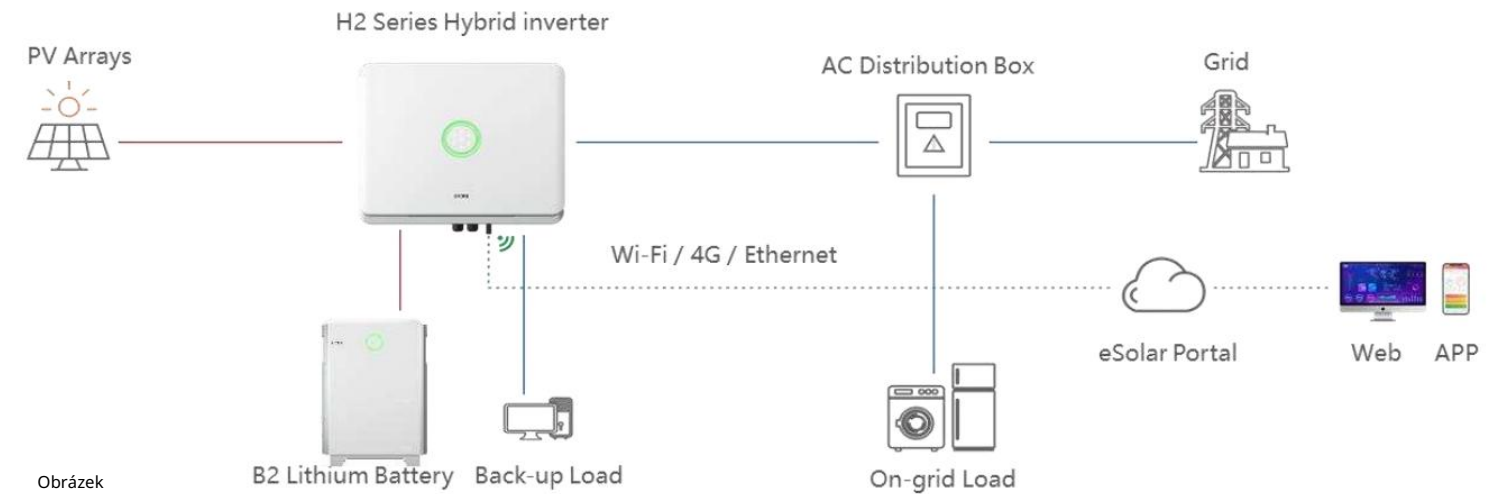 H2 Series Hybrid inverter
PV Arrays
AC Distribution Box
Grid
Wi-Fi / 4G / Ethernet
eSolar Portal
Web
APP
B2 Lithium Battery
Back-up Load
On-grid Load
Obrázek